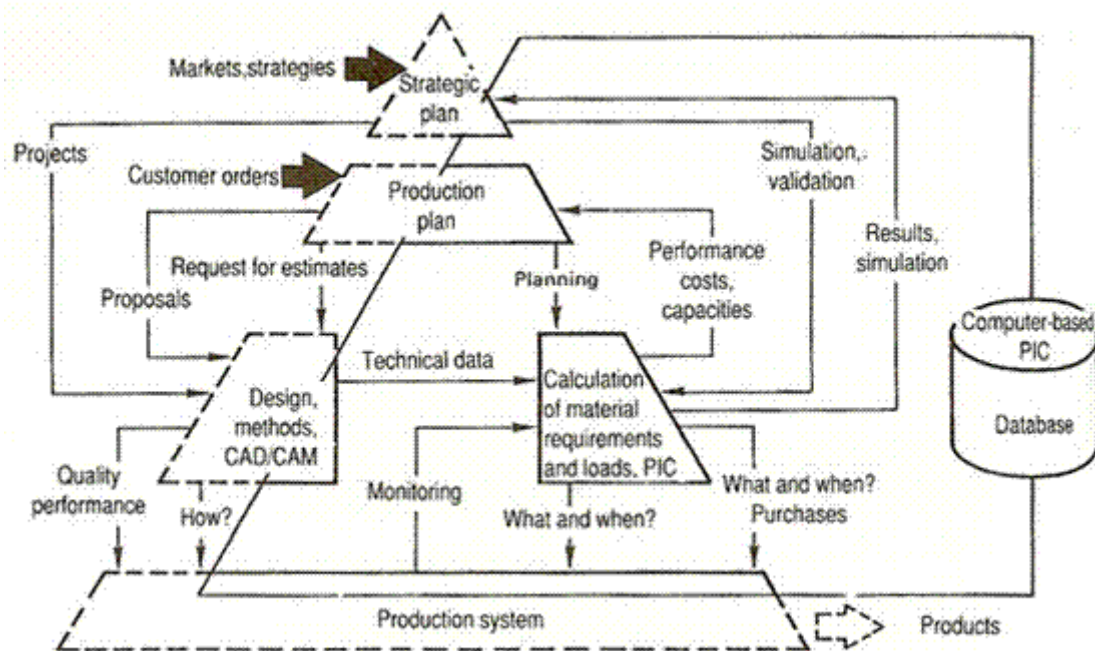 Markets,strategies
Strategic
plan
Projects
Customer orders
Production
plan
Simulation,
validation
Results,
simulation
Request for estimates
Planning
Performance
costs,
capacities
Proposals
Computer-based
PIC
Database
Technical data
Design,
methods,
CAD/CAM
Calculation
of material
requirements
and loads, PIC
Quality
performance
How?
Monitoring
What and when?
What and when?
Purchases
Production system
Products